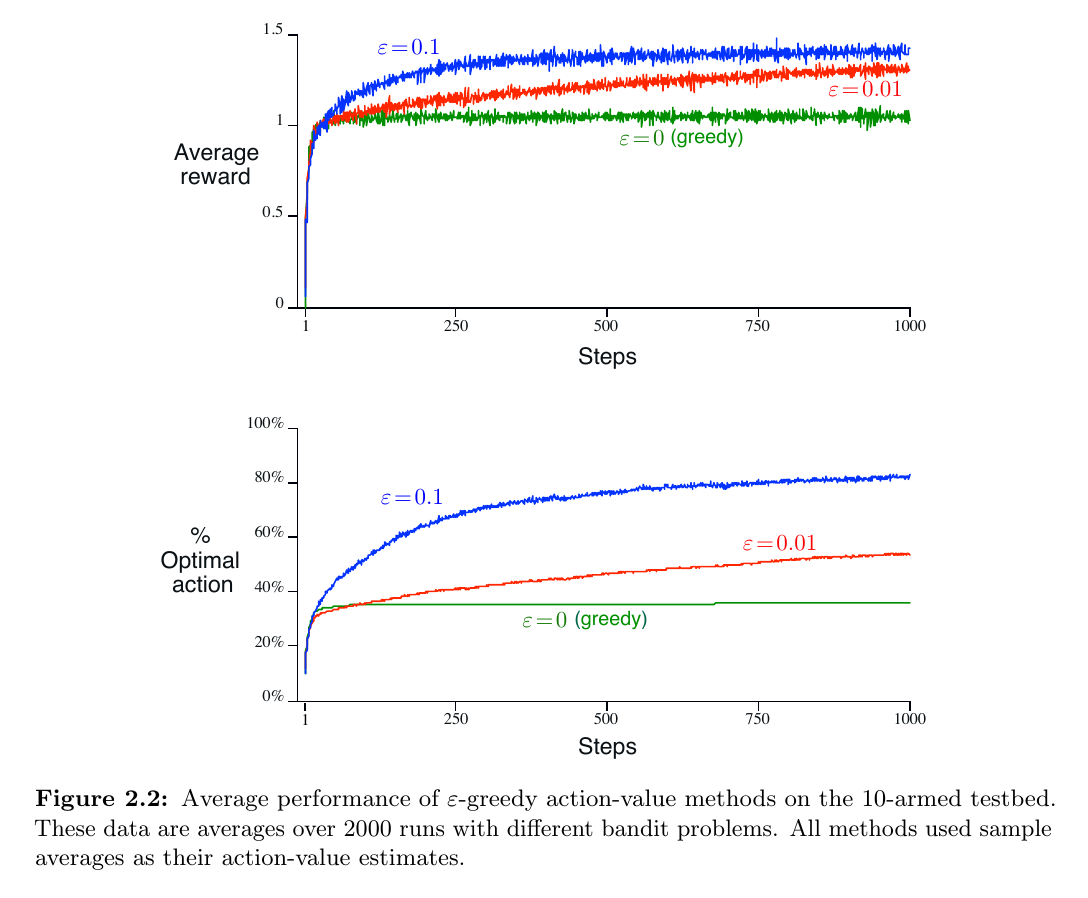 1.5
ε=0.1
ε=0.01
1
ε=0 (greedy)
Average
reward
0.5
0
1 250 500 750 1000
Steps
100%
80%
ε=0.1
60%
ε=0.01
%
Optimal
action
40%
ε=0 (greedy)
20%
0%
1 250 500 750 1000
Steps
Figure 2.2: Average performance of ε-greedy action-value methods on the 10-armed testbed.
These data are averages over 2000 runs with different bandit problems. All methods used sample
averages as their action-value estimates.